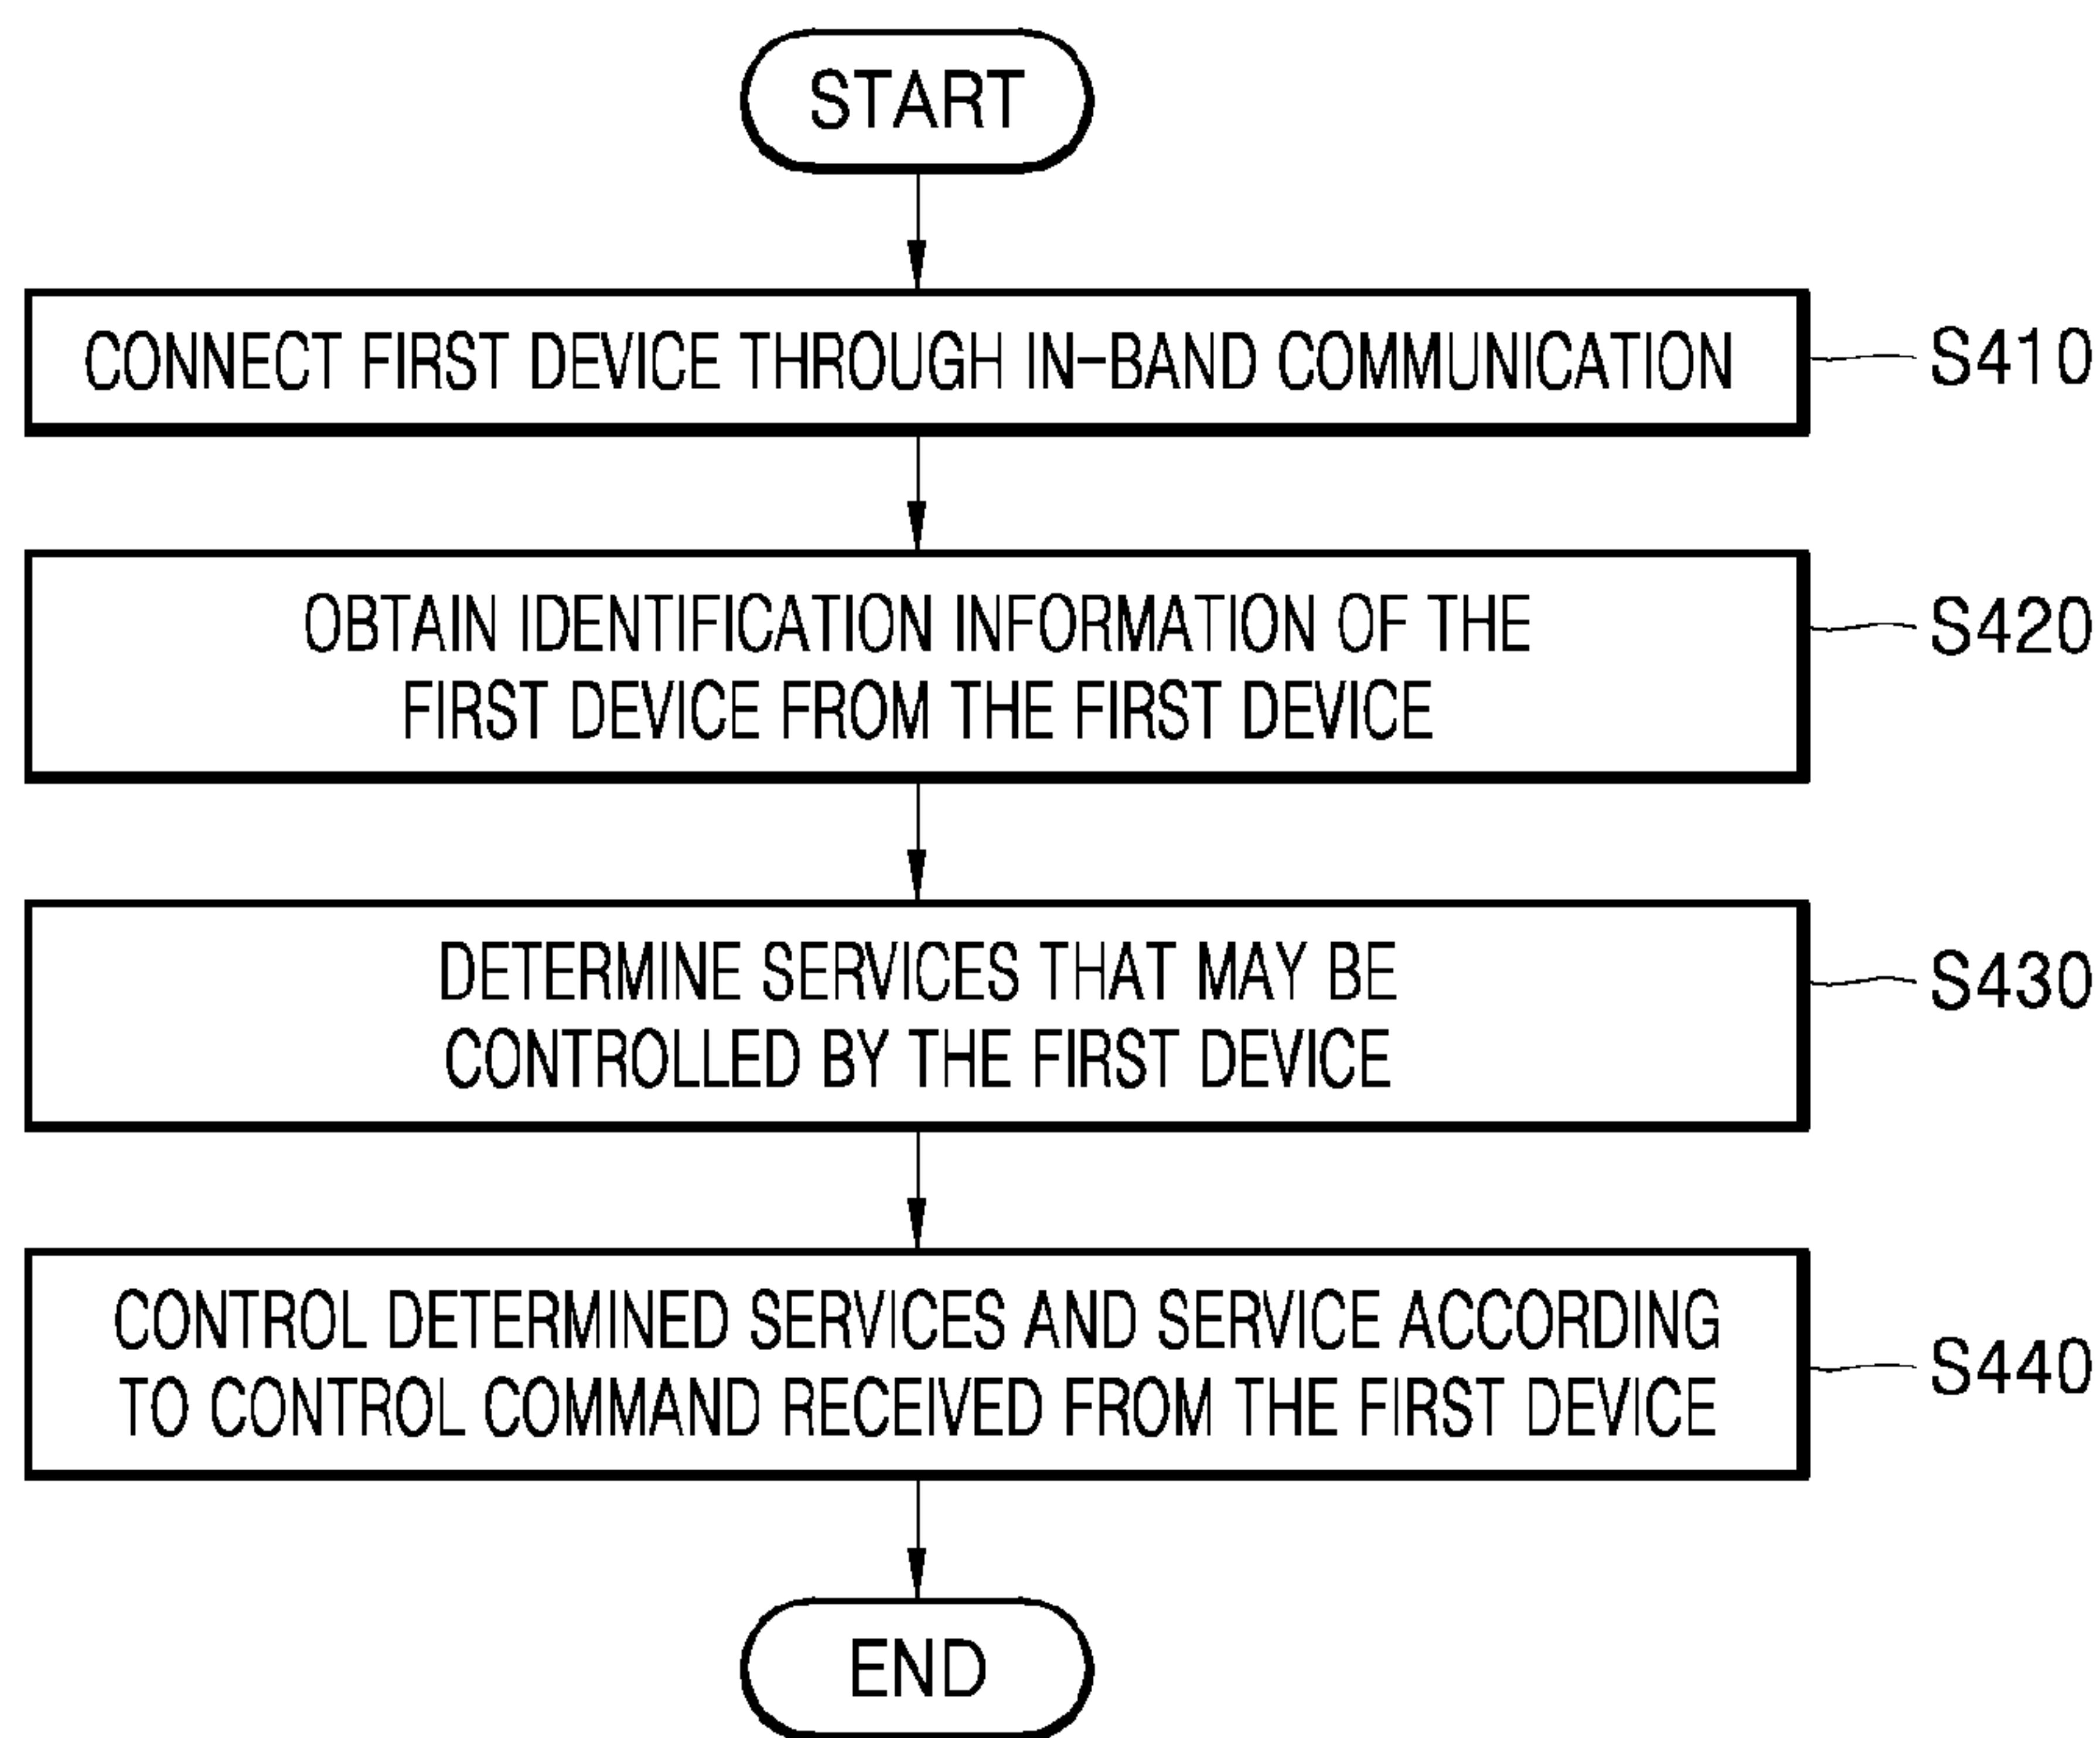 START
CONNECT FIRST DEVICE THROUGH IN-BAND COMMUNICATION
S410
OBTAIN IDENTIFICATION INFORMATION OF THE
FIRST DEVICE FROM THE FIRST DEVICE
S420
DETERMINE SERVICES THAT MAY BE
CONTROLLED BY THE FIRST DEVICE
S430
CONTROL DETERMINED SERVICES AND SERVICE ACCORDING
TO CONTROL COMMAND RECEIVED FROM THE FIRST DEVICE
S440
END